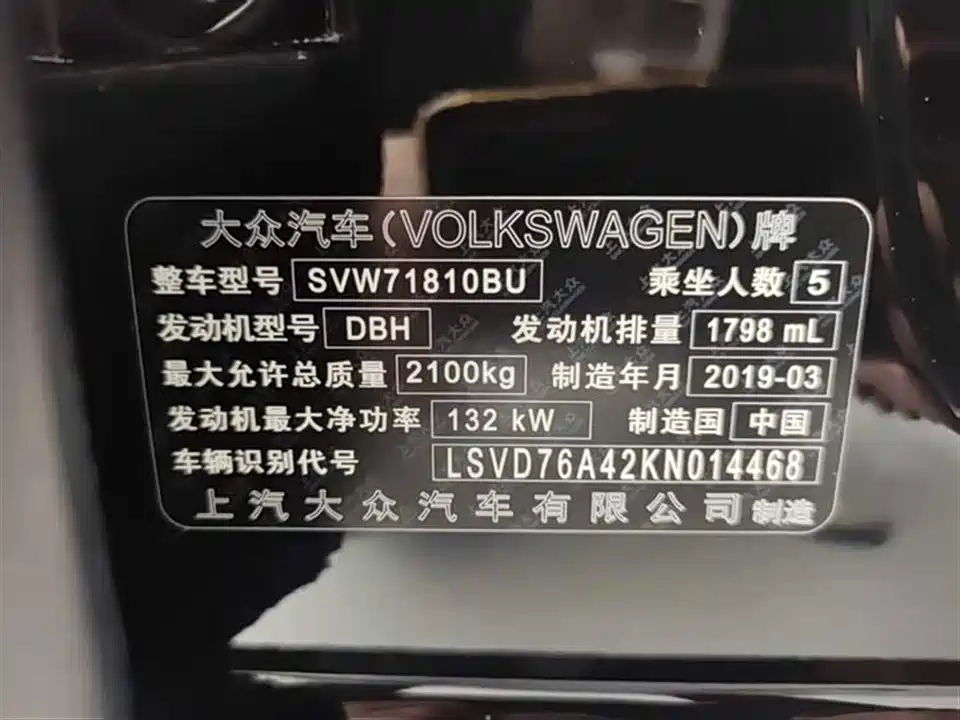 大众汽车(VOLKSWAGEN)牌
整车型号 SVW71810BU 乘坐人数 5
发动机型号 DBH 发动机排量 1798 mL
最大允许总质量 2100kg 制造年月 2019-03
发动机最大净功率 132 kW 制造国 中国
车辆识别代号 LSVD76A42KN014468
上汽大众汽车有限公司 制造